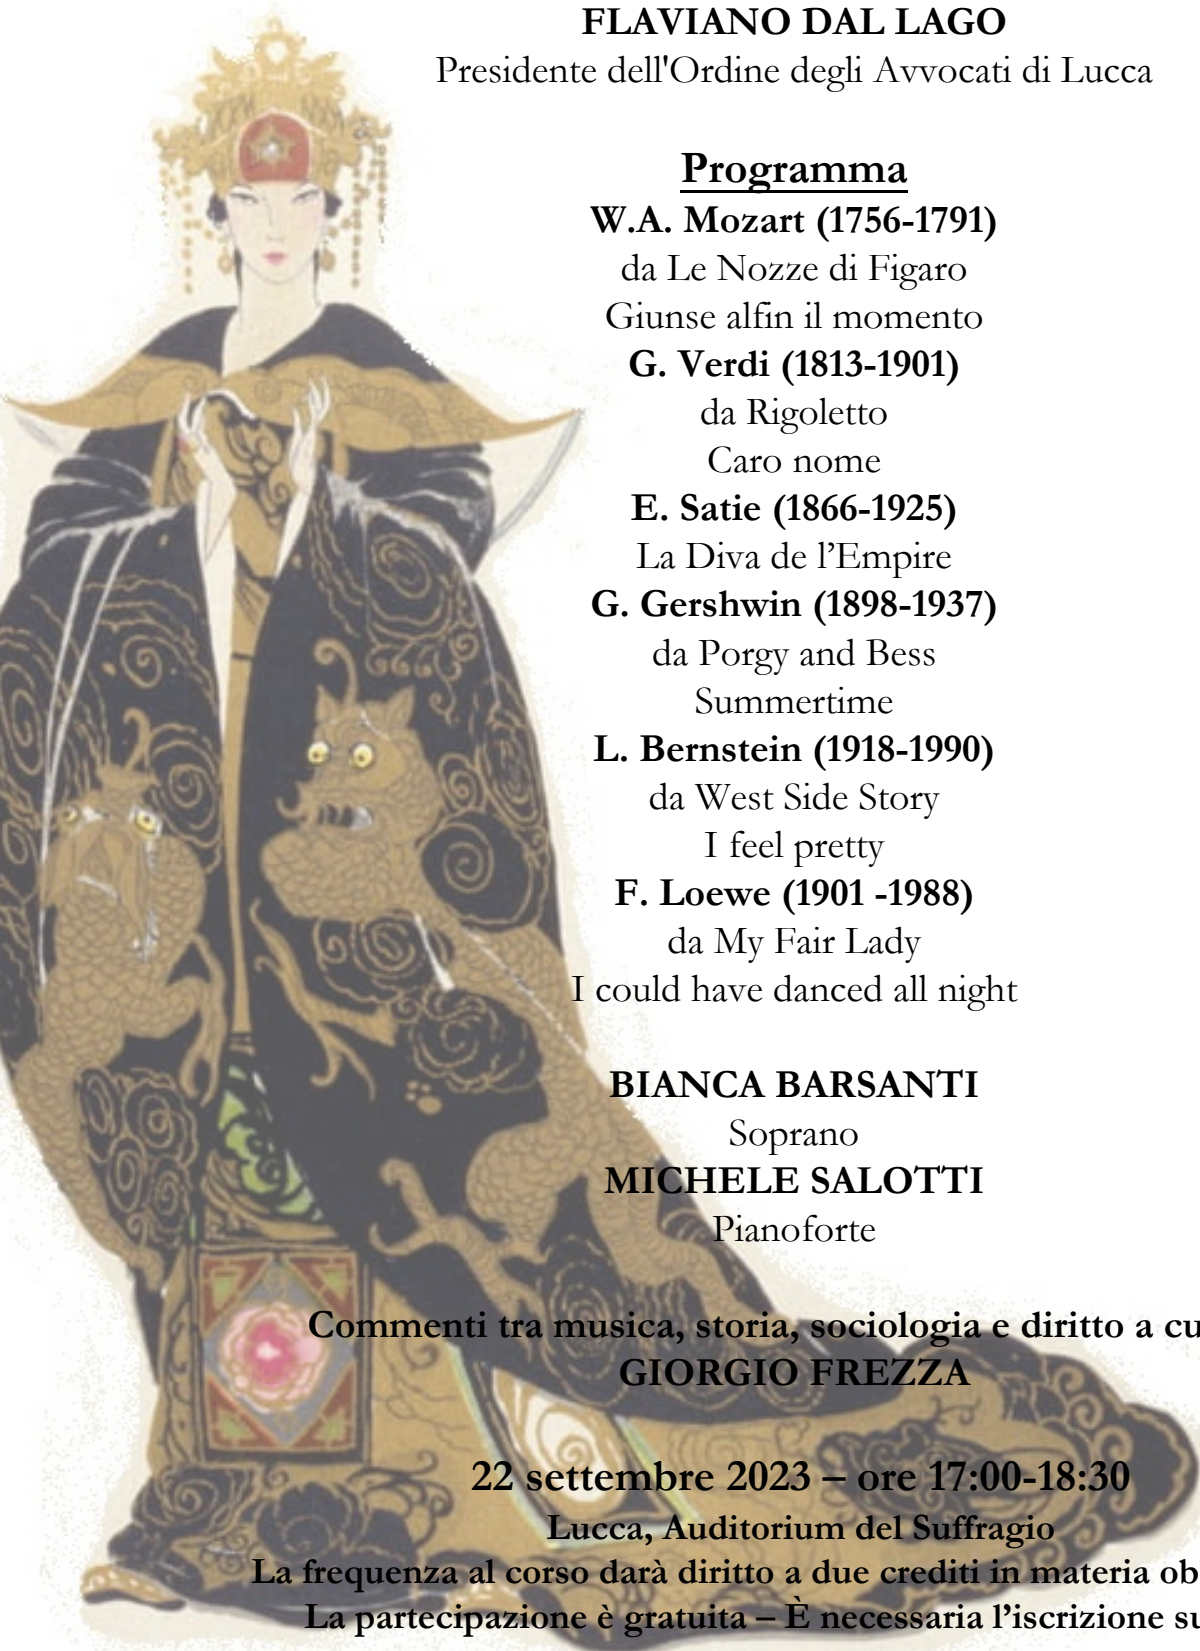 FLAVIANO DAL LAGO
Presidente dell'Ordine degli Avvocati di Lucca
Programma
W.A. Mozart (1756-1791)
da Le Nozze di Figaro
Giunse alfin il momento
G. Verdi (1813-1901)
da Rigoletto
Caro nome
E. Satie (1866-1925)
La Diva de l’Empire
G. Gershwin (1898-1937)
da Porgy and Bess
Summertime
L. Bernstein (1918-1990)
da West Side Story
I feel pretty
F. Loewe (1901 -1988)
da My Fair Lady
I could have danced all night
BIANCA BARSANTI
Soprano
MICHELE SALOTTI
Pianoforte
Commenti tra musica, storia, sociologia e diritto a
GIORGIO FREZZA
22 settembre 2023 – ore 17:00-18:30
Lucca, Auditorium del Suffragio
La frequenza al corso darà diritto a due crediti in materia
La partecipazione è gratuita – È necessaria l’iscrizione